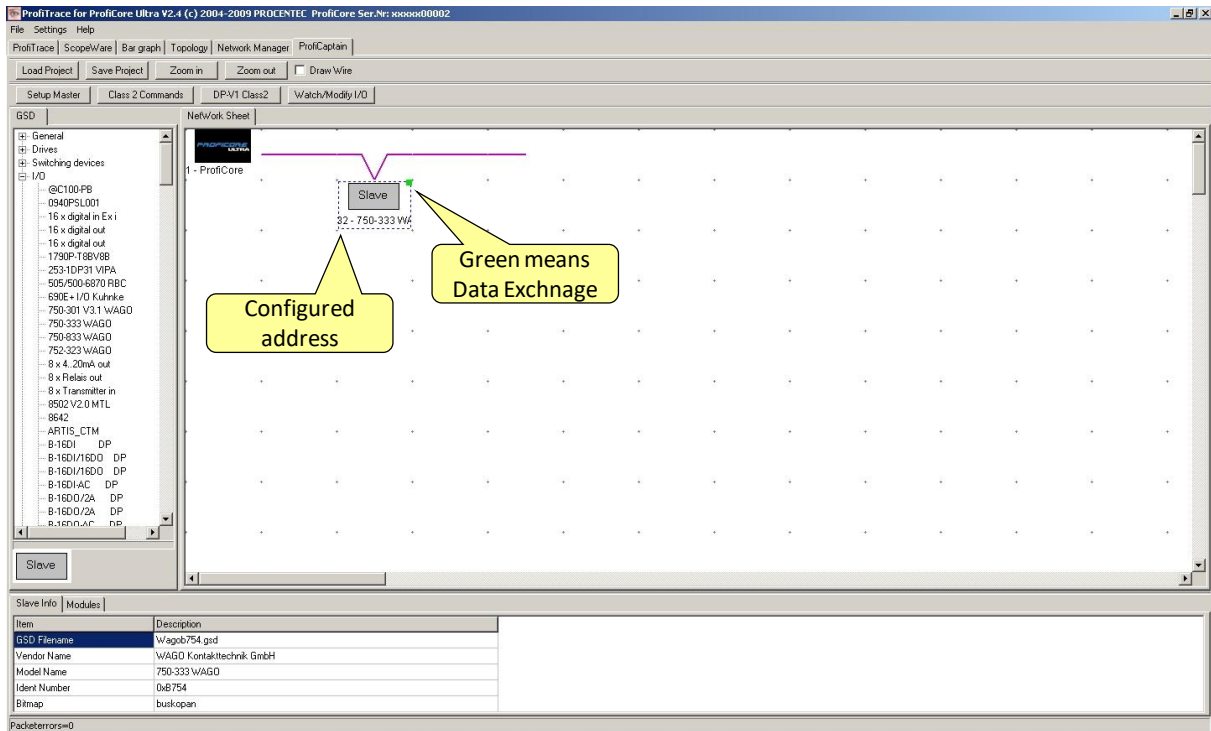 ProfiTrace for ProfiCore Ultra V2.4 (c) 2004-2009 PROCENTEC ProfiCore Ser.Nr: xxxxx00002
File Settings Help
ProfiTrace ScopeWare Bar graph Topology Network Manager ProfiCaptain
Load Project Save Project Zoom in Zoom out Draw Wire
Setup Master Class 2 Commands DP-V1 Class2 Watch/Modify I/O
GSD
General
Drives
Switching devices
I/O
@C100-PB
0940PSL001
16 x digital in Ex i
16 x digital out
16 x digital out
1790P-T8BV8B
253-1DP31 VIPA
505/500-6870 RBC
690E+ I/O Kuhnke
750-301 V3.1 WAGO
750-333 WAGO
750-833 WAGO
752-323 WAGO
8 x 4..20mA out
8 x Relais out
8 x Transmitter in
8502 V2.0 MTL
8642
ARTIS_CTM
B-16DI DP
B-16DI/16DO DP
B-16DI/16DO DP
B-16DI-AC DP
B-16DO/2A DP
B-16DO/2A DP
B-16DO-AC DP
Slave
NetWork Sheet
PROFICORE
ULTRA
1 - ProfiCore
Slave
32 - 750-333 WA
Green means
Data Exchnage
Configured
address
Slave Info Modules
Item Description
GSD Filename Wagob754.gsd
Vendor Name WAGO Kontakttechnik GmbH
Model Name 750-333 WAGO
Ident Number 0xB754
Bitmap buskopan
Packeterrors=0